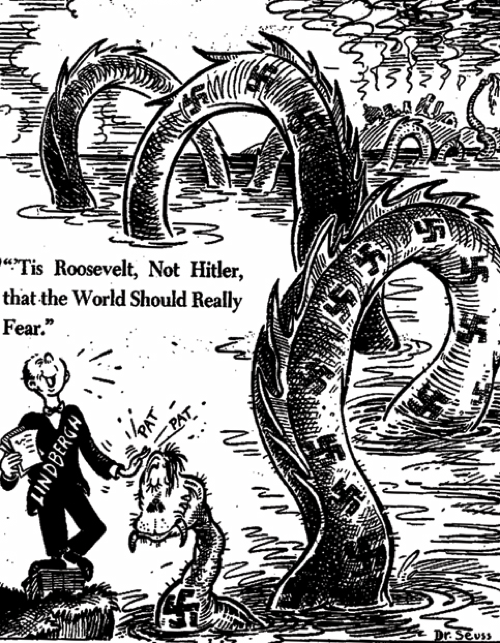 "'Tis Roosevelt, Not Hitler,
that the World Should Really
Fear."
PAT
PAT
LINDBERGH
Dr. Seuss